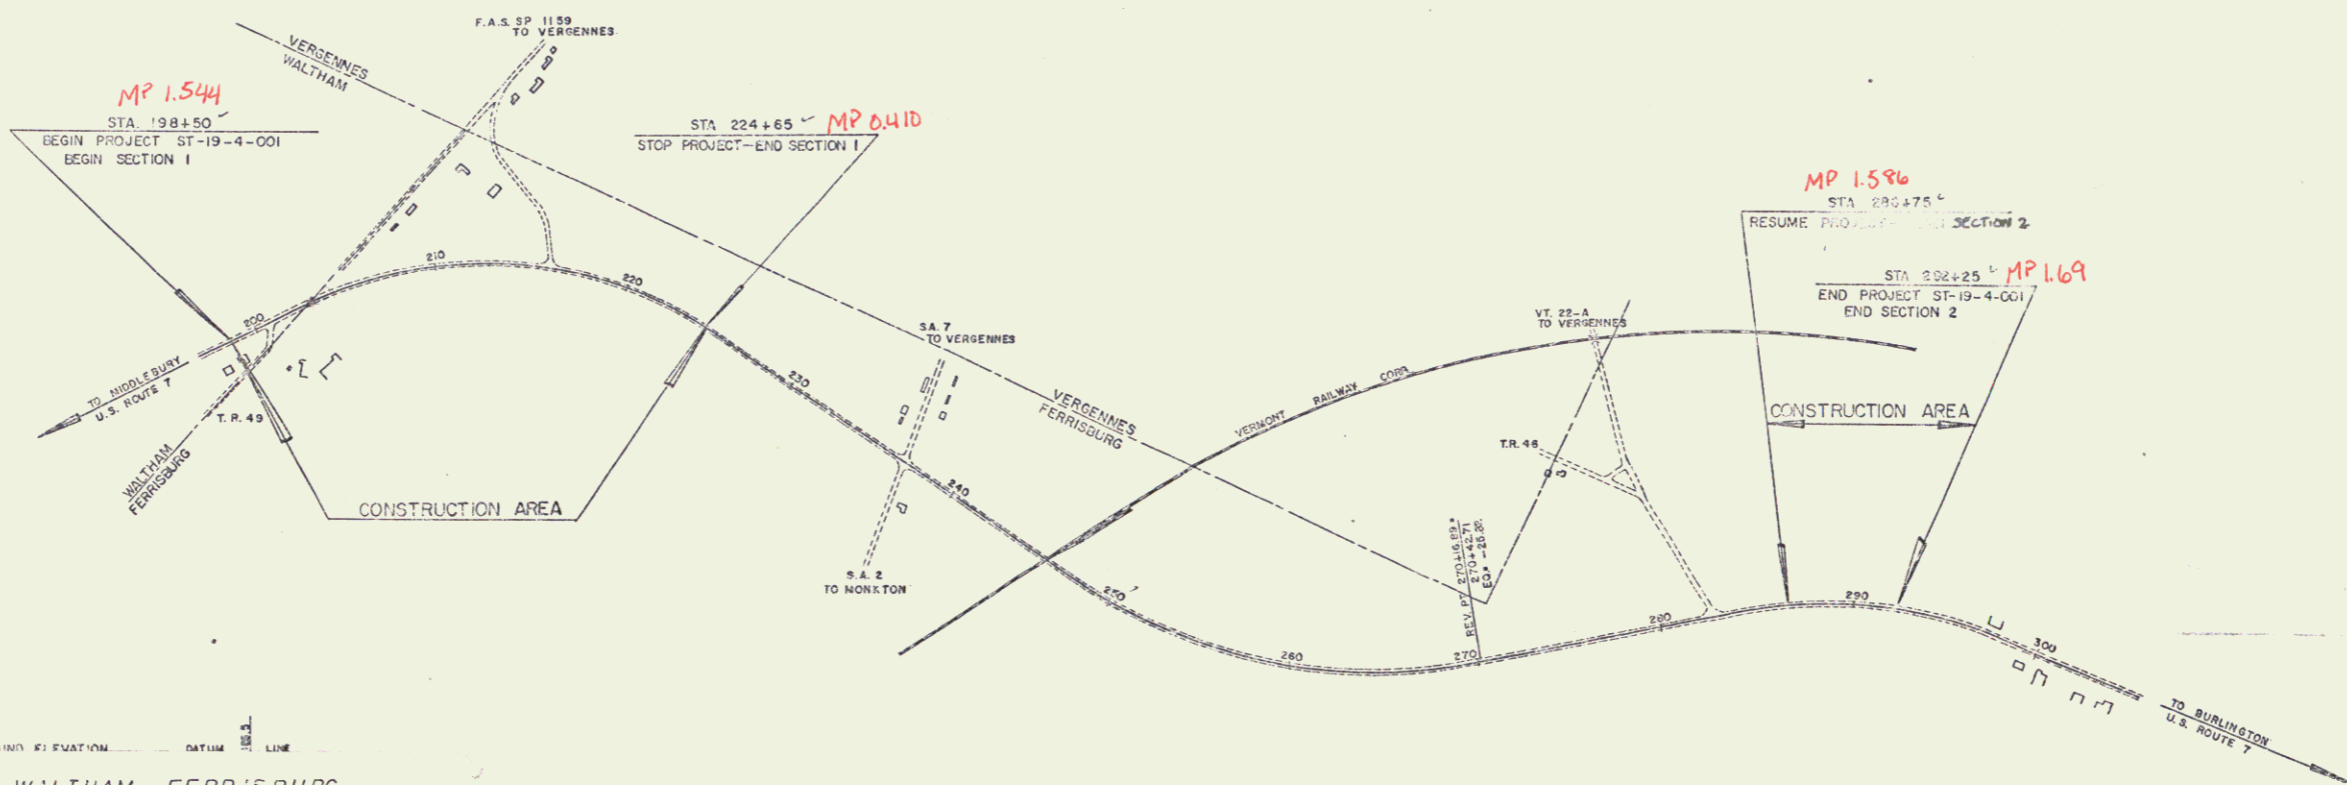 F.A.S. SP 1159
TO VERGENNES
VERGENNES
WALTHAM
MP 1.544
STA. 198+50
BEGIN PROJECT ST-19-4-001
BEGIN SECTION 1
STA 224+65 MP 0.410
STOP PROJECT-END SECTION 1
MP 1.586
STA 286+75
RESUME SECTION 2
STA 292+25 MP 1.69
END PROJECT ST-19-4-001
END SECTION 2
200
210
220
230
240
250
260
270
280
290
300
TO MIDDLEBURY
U.S. ROUTE 7
T.R. 49
WALTHAM
FERRISBURG
CONSTRUCTION AREA
S.A. 7
TO VERGENNES
S.A. 2
TO MONKTON
VERGENNES
FERRISBURG
VERMONT RAILWAY CORP.
VT. 22-A
TO VERGENNES
T.R. 46
REV. PT. 270+16.89
270+42.71
EQ.= -25.82
CONSTRUCTION AREA
TO BURLINGTON
U.S. ROUTE 7
ELEVATION DATUM LINE
WALTHAM FERRISBURG